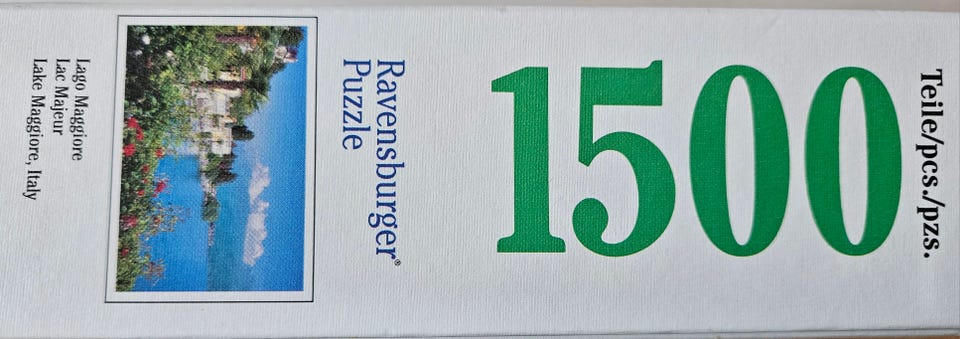 1500
Teile/pcs./pzs.
Ravensburger®
Puzzle
Lago Maggiore
Lac Majeur
Lake Maggiore, Italy